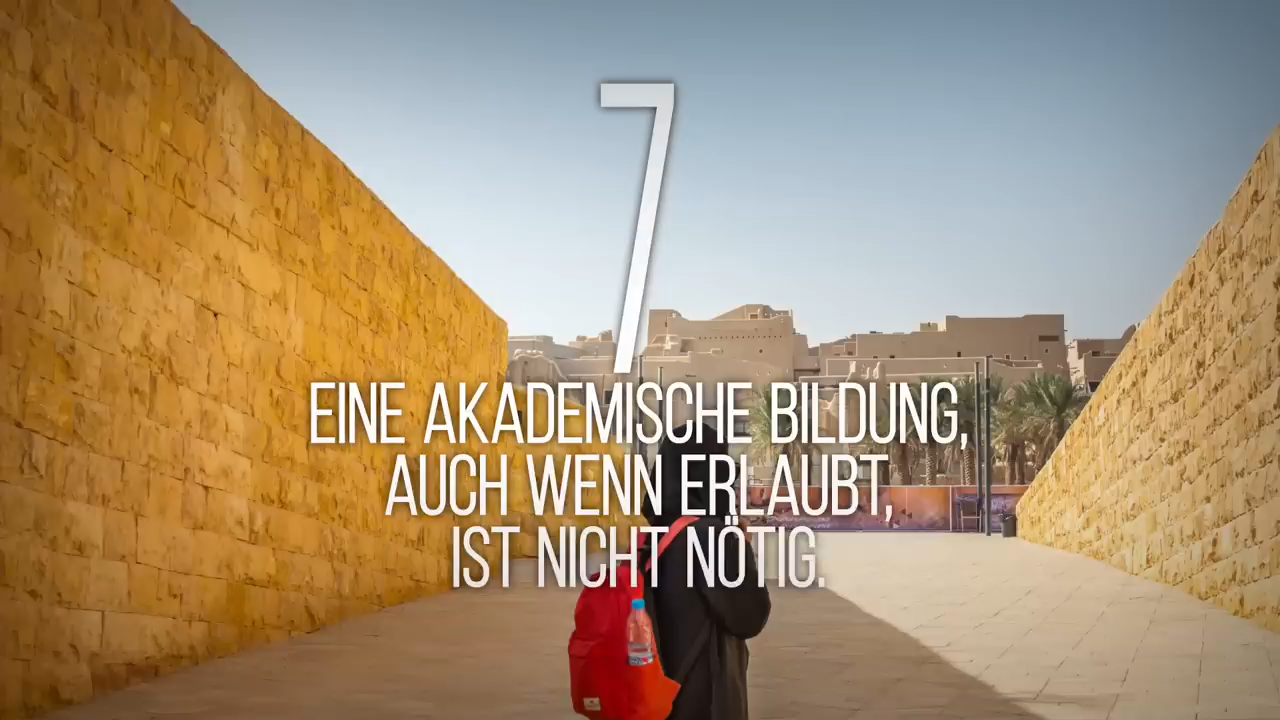 7
EINE AKADEMISCHE BILDUNG,
AUCH WENN ERLAUBT,
IST NICHT NÖTIG.